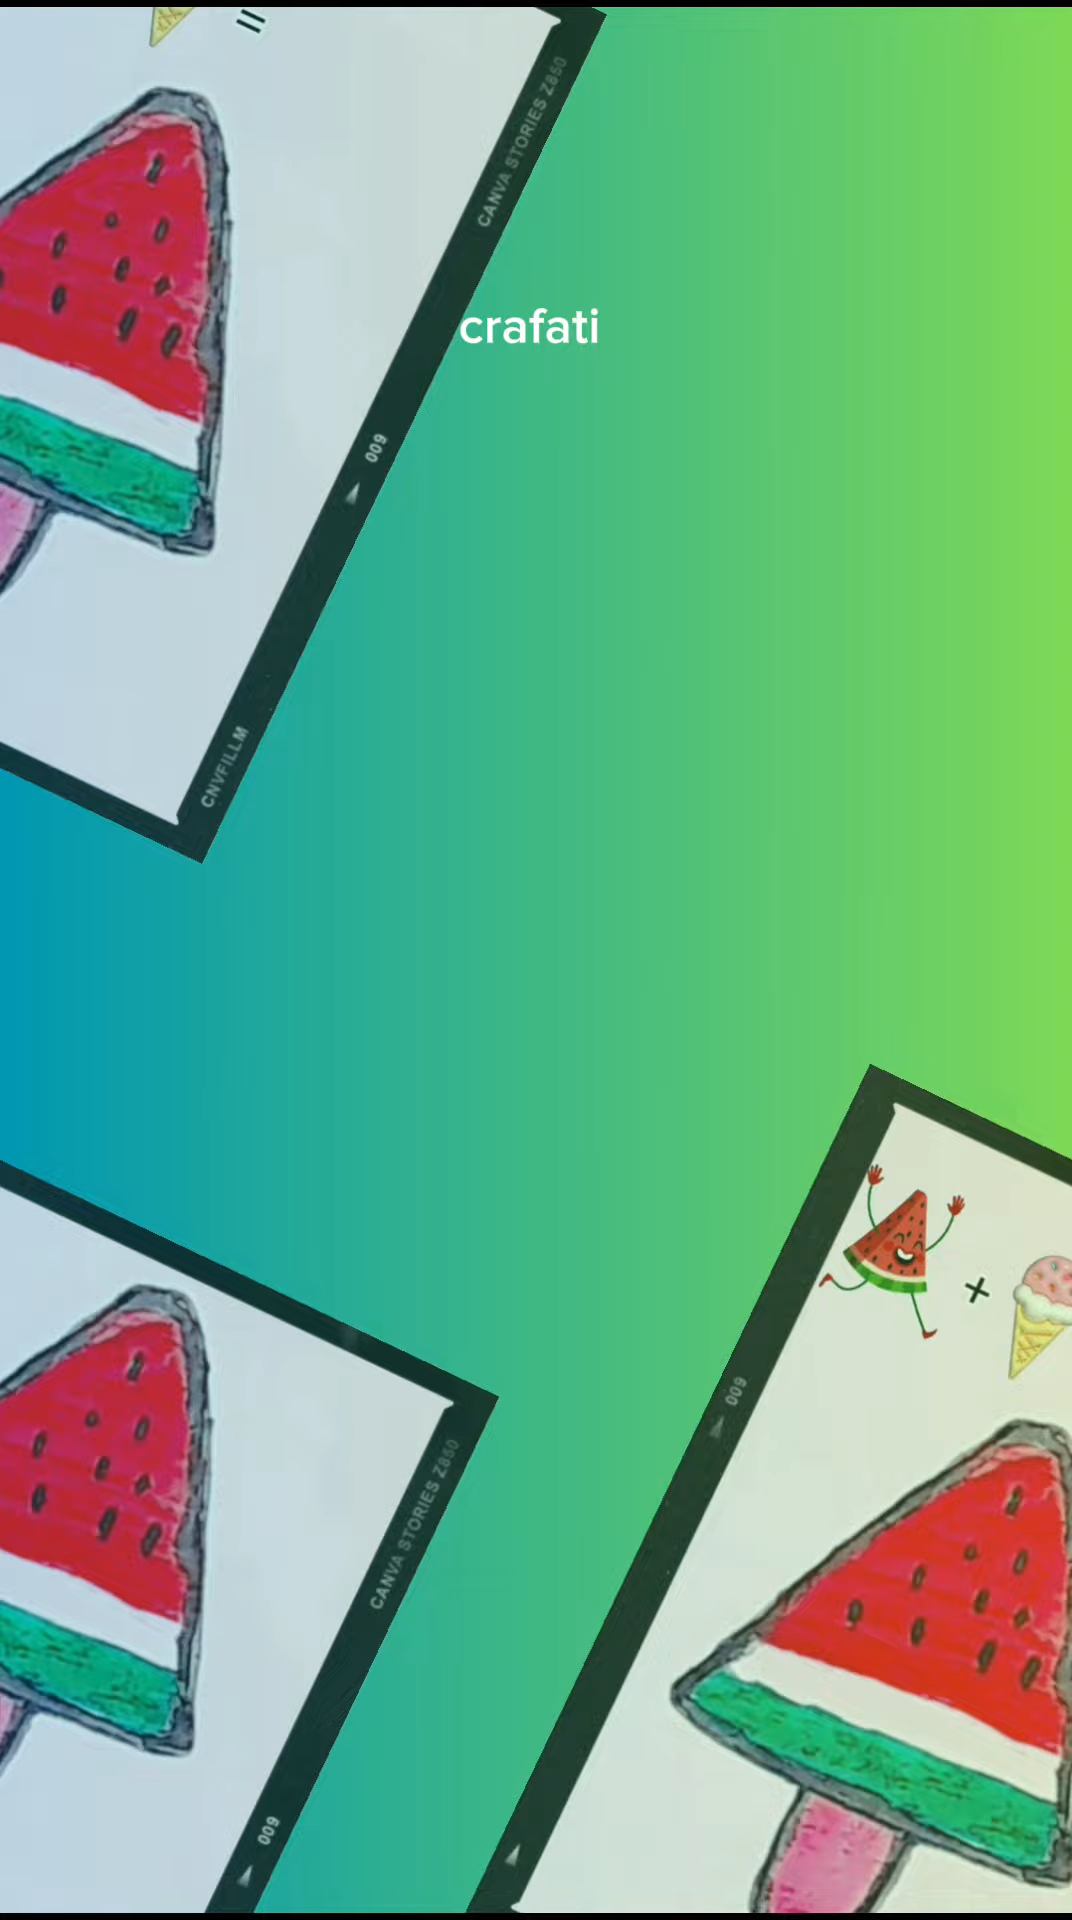 =
CANVA STORIES Z850
crafati
009
CNVFILLM
+
009
CANVA STORIES Z850
009